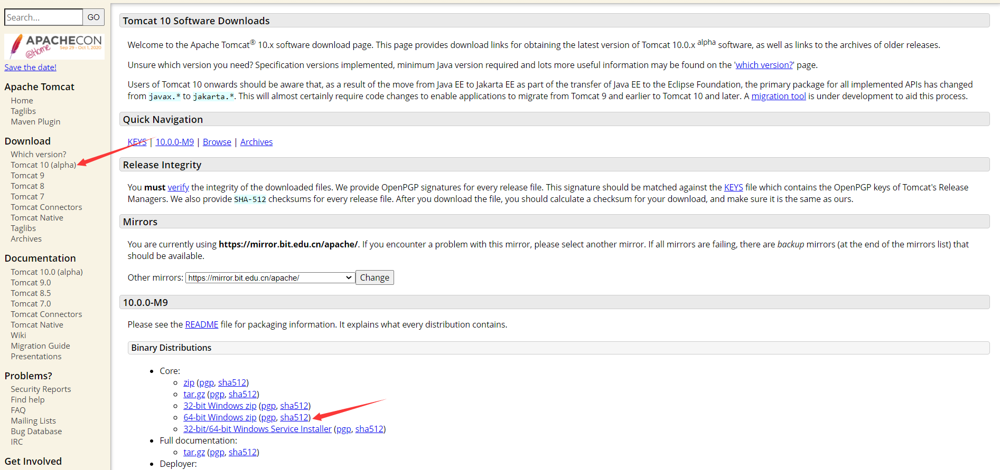 Search...
GO
APACHECON
@Home
Sep 29 - Oct 1, 2020
Save the date!
Apache Tomcat
Home
Taglibs
Maven Plugin
Download
Which version?
Tomcat 10 (alpha)
Tomcat 9
Tomcat 8
Tomcat 7
Tomcat Connectors
Tomcat Native
Taglibs
Archives
Documentation
Tomcat 10.0 (alpha)
Tomcat 9.0
Tomcat 8.5
Tomcat 7.0
Tomcat Connectors
Tomcat Native
Wiki
Migration Guide
Presentations
Problems?
Security Reports
Find help
FAQ
Mailing Lists
Bug Database
IRC
Get Involved
Tomcat 10 Software Downloads
Welcome to the Apache Tomcat® 10.x software download page. This page provides download links for obtaining the latest version of Tomcat 10.0.x alpha software, as well as links to the archives of older releases.
Unsure which version you need? Specification versions implemented, minimum Java version required and lots more useful information may be found on the 'which version?' page.
Users of Tomcat 10 onwards should be aware that, as a result of the move from Java EE to Jakarta EE as part of the transfer of Java EE to the Eclipse Foundation, the primary package for all implemented APIs has changed
from javax.* to jakarta.*. This will almost certainly require code changes to enable applications to migrate from Tomcat 9 and earlier to Tomcat 10 and later. A migration tool is under development to aid this process.
Quick Navigation
KEYS | 10.0.0-M9 | Browse | Archives
Release Integrity
You must verify the integrity of the downloaded files. We provide OpenPGP signatures for every release file. This signature should be matched against the KEYS file which contains the OpenPGP keys of Tomcat's Release
Managers. We also provide SHA-512 checksums for every release file. After you download the file, you should calculate a checksum for your download, and make sure it is the same as ours.
Mirrors
You are currently using https://mirror.bit.edu.cn/apache/. If you encounter a problem with this mirror, please select another mirror. If all mirrors are failing, there are backup mirrors (at the end of the mirrors list) that
should be available.
Other mirrors: https://mirror.bit.edu.cn/apache/ Change
10.0.0-M9
Please see the README file for packaging information. It explains what every distribution contains.
Binary Distributions
Core:
zip (pgp, sha512)
tar.gz (pgp, sha512)
32-bit Windows zip (pgp, sha512)
64-bit Windows zip (pgp, sha512)
32-bit/64-bit Windows Service Installer (pgp, sha512)
Full documentation:
tar.gz (pgp, sha512)
Deployer: